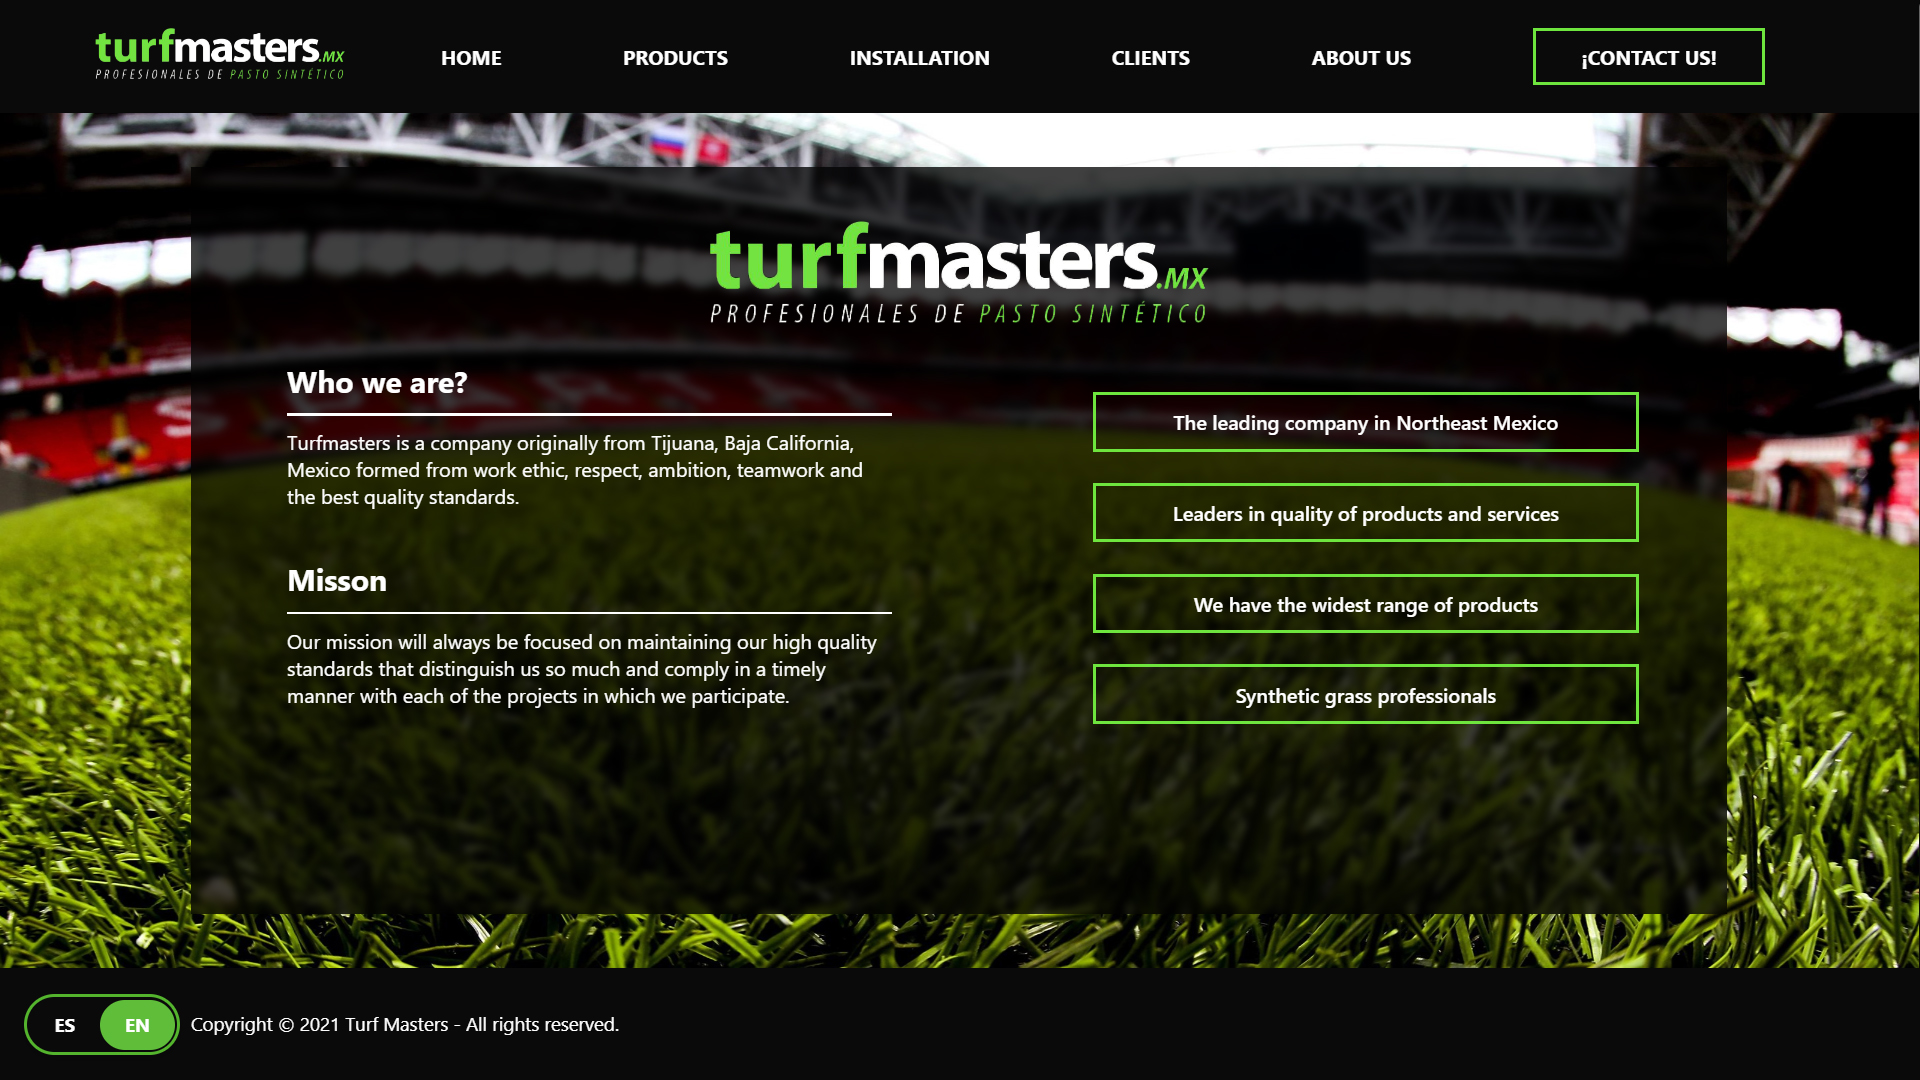 turfmasters.MX
PROFESIONALES DE PASTO SINTÉTICO
HOME
PRODUCTS
INSTALLATION
CLIENTS
ABOUT US
¡CONTACT US!
turfmasters.MX
PROFESIONALES DE PASTO SINTÉTICO
Who we are?
Turfmasters is a company originally from Tijuana, Baja California,
Mexico formed from work ethic, respect, ambition, teamwork and
the best quality standards.
Misson
Our mission will always be focused on maintaining our high quality
standards that distinguish us so much and comply in a timely
manner with each of the projects in which we participate.
The leading company in Northeast Mexico
Leaders in quality of products and services
We have the widest range of products
Synthetic grass professionals
ES
EN
Copyright © 2021 Turf Masters - All rights reserved.